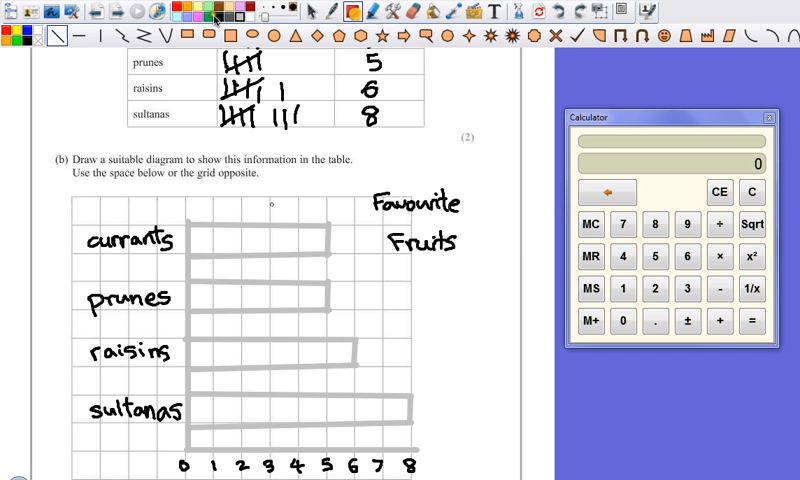 prunes 5
raisins 6
sultanas 8
(2)
(b) Draw a suitable diagram to show this information in the table.
Use the space below or the grid opposite.
Favourite
Fruits
currants
prunes
raisins
sultanas
0 1 2 3 4 5 6 7 8
Calculator
0
CE C
MC 7 8 9 ÷ Sqrt
MR 4 5 6 × x²
MS 1 2 3 - 1/x
M+ 0 . ± + =